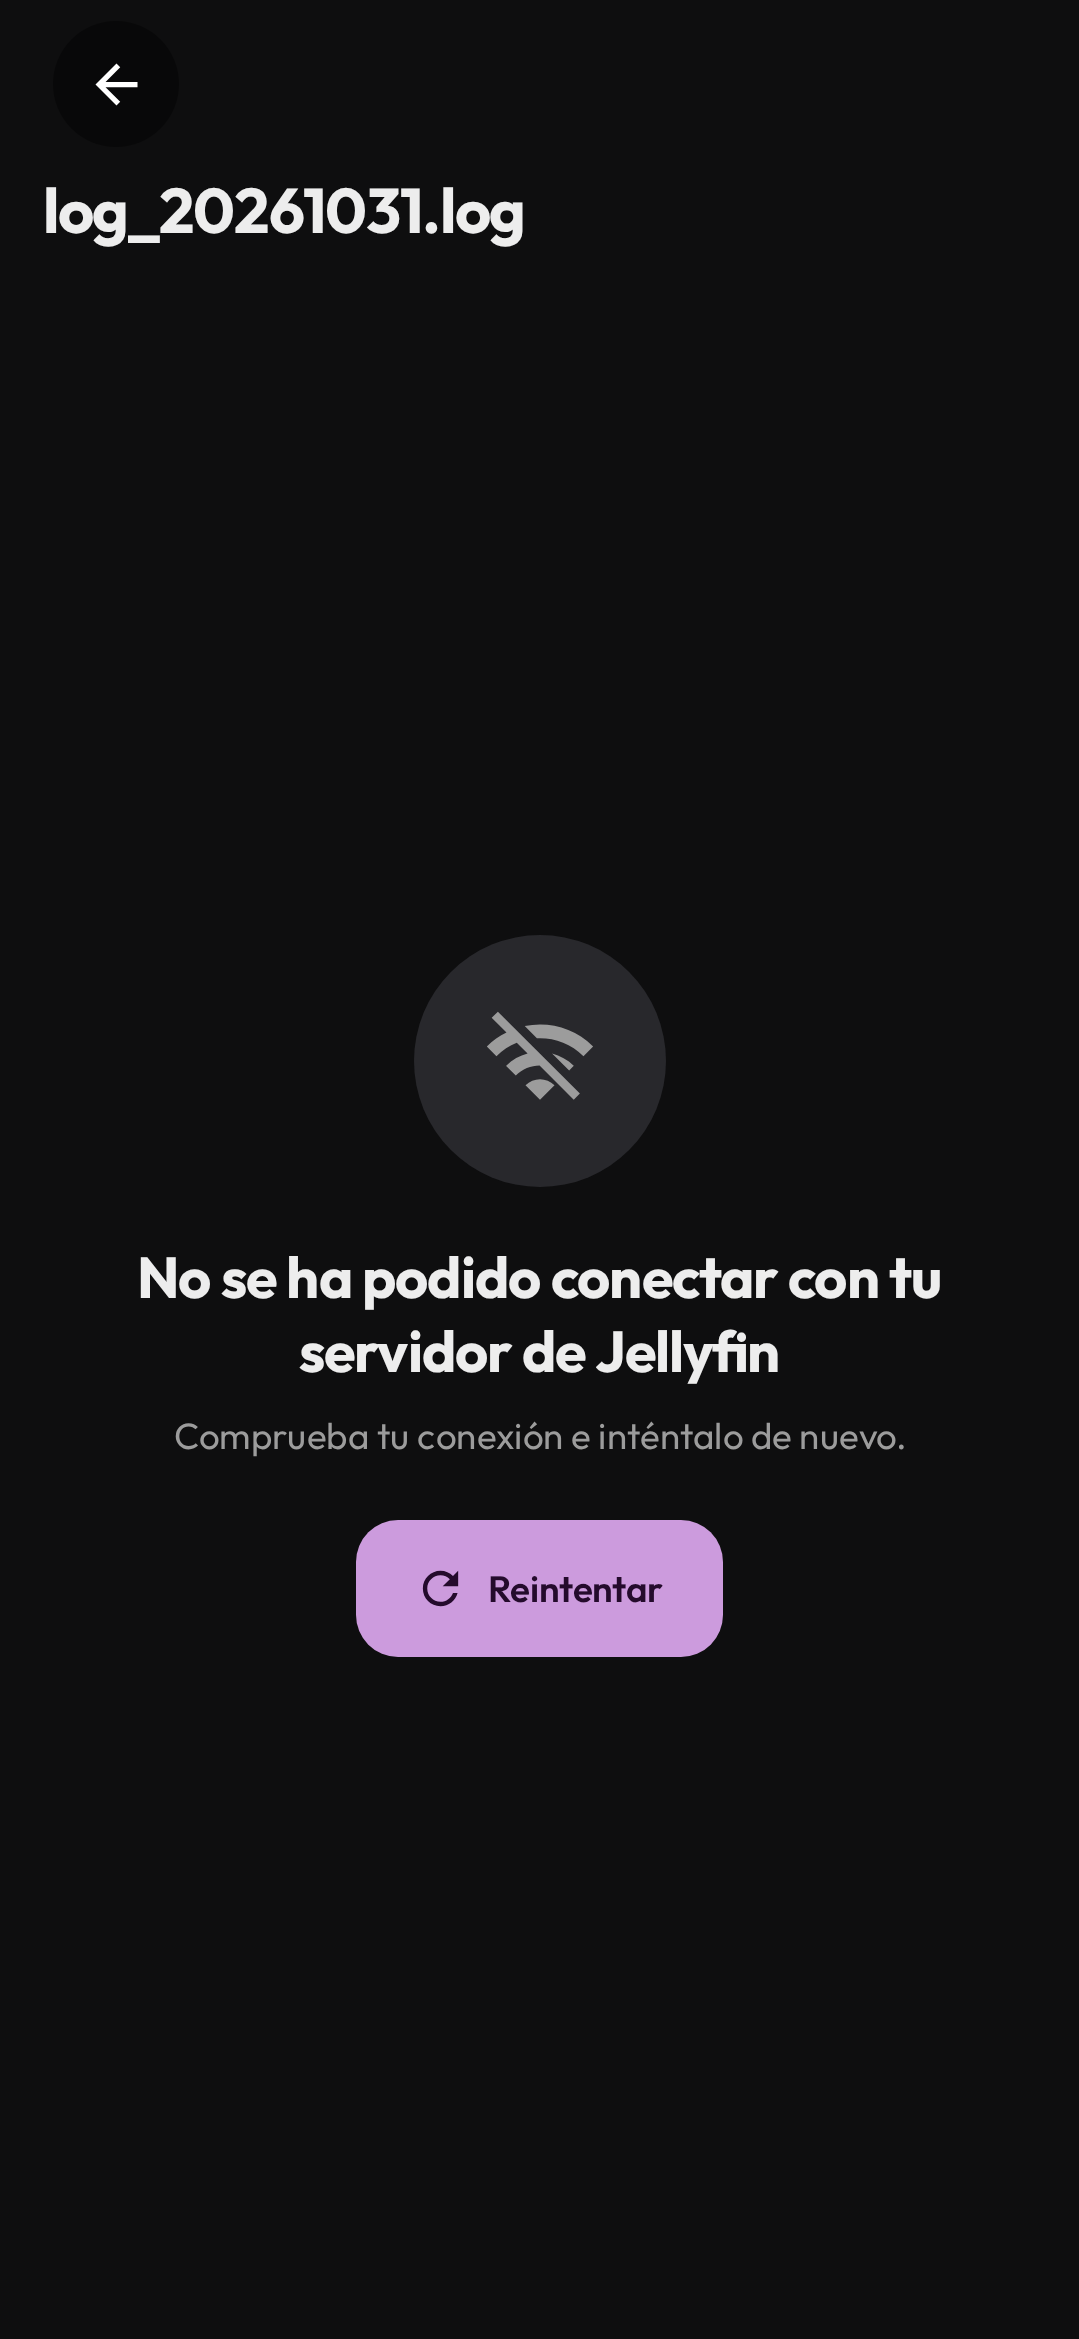 log_20261031.log
No se ha podido conectar con tu
servidor de Jellyfin
Comprueba tu conexión e inténtalo de nuevo.
Reintentar